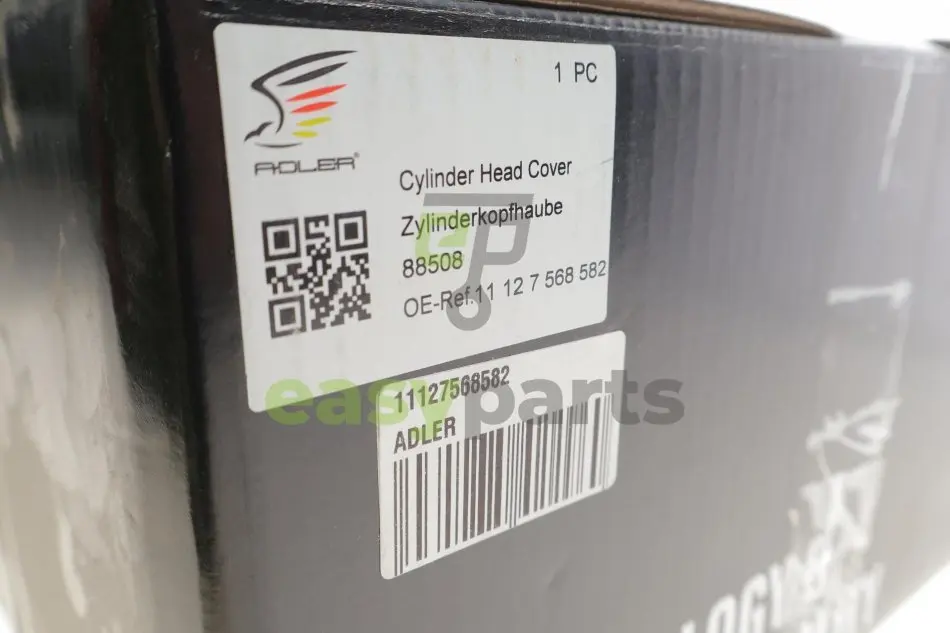 1 PC
ADLER®
Cylinder Head Cover
Zylinderkopfhaube
88508
OE-Ref.11 12 7 568 582
11127568582
ADLER
easyparts